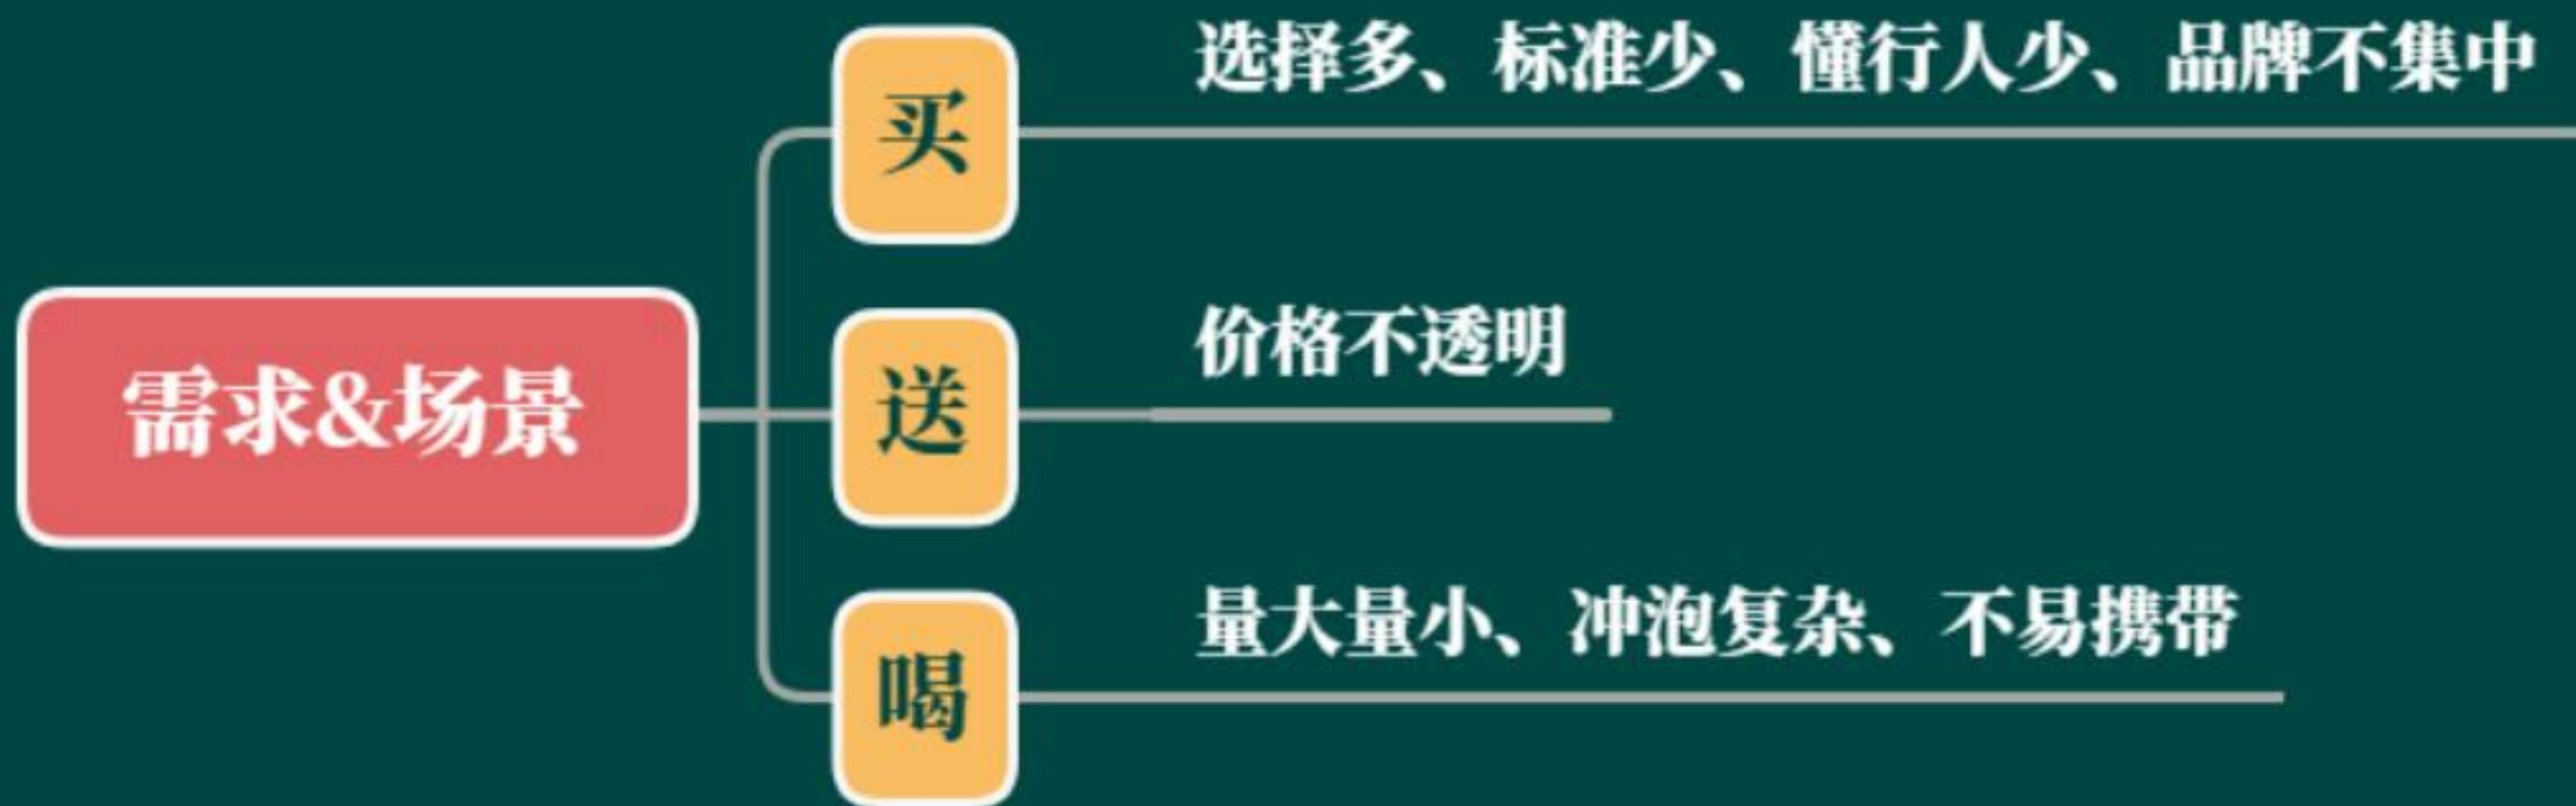 选择多、标准少、懂行人少、品牌不集中
买
价格不透明
需求&场景
送
量大量小、冲泡复杂、不易携带
喝